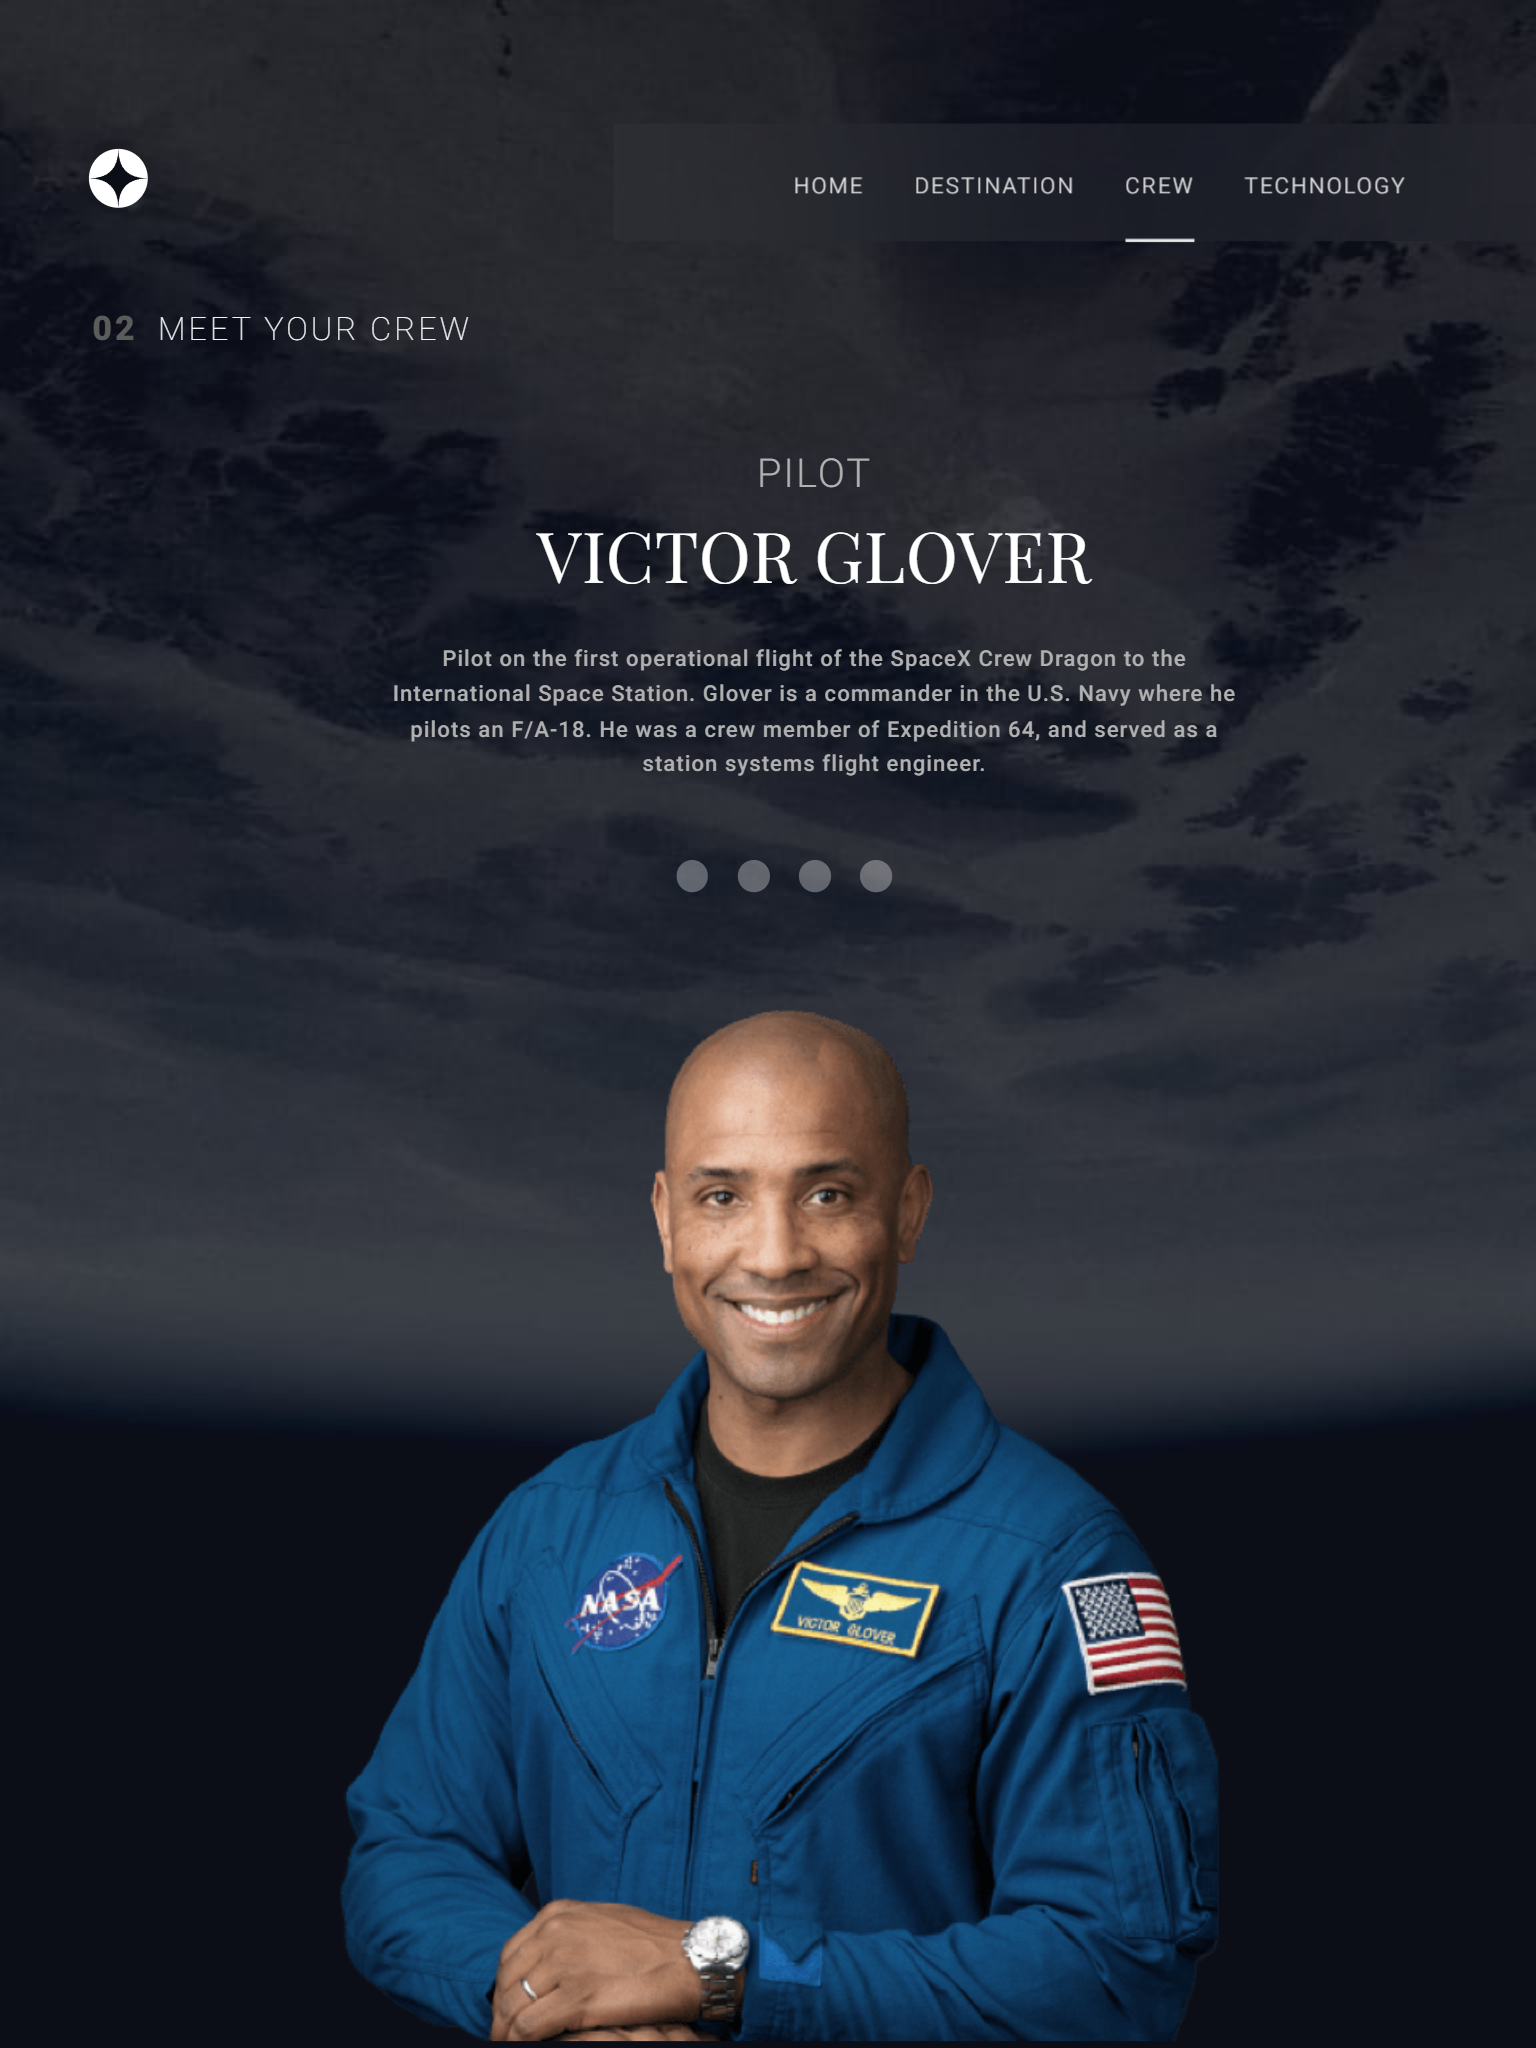 HOME DESTINATION CREW TECHNOLOGY
02 MEET YOUR CREW
PILOT
VICTOR GLOVER
Pilot on the first operational flight of the SpaceX Crew Dragon to the
International Space Station. Glover is a commander in the U.S. Navy where he
pilots an F/A-18. He was a crew member of Expedition 64, and served as a
station systems flight engineer.
NASA
VICTOR GLOVER